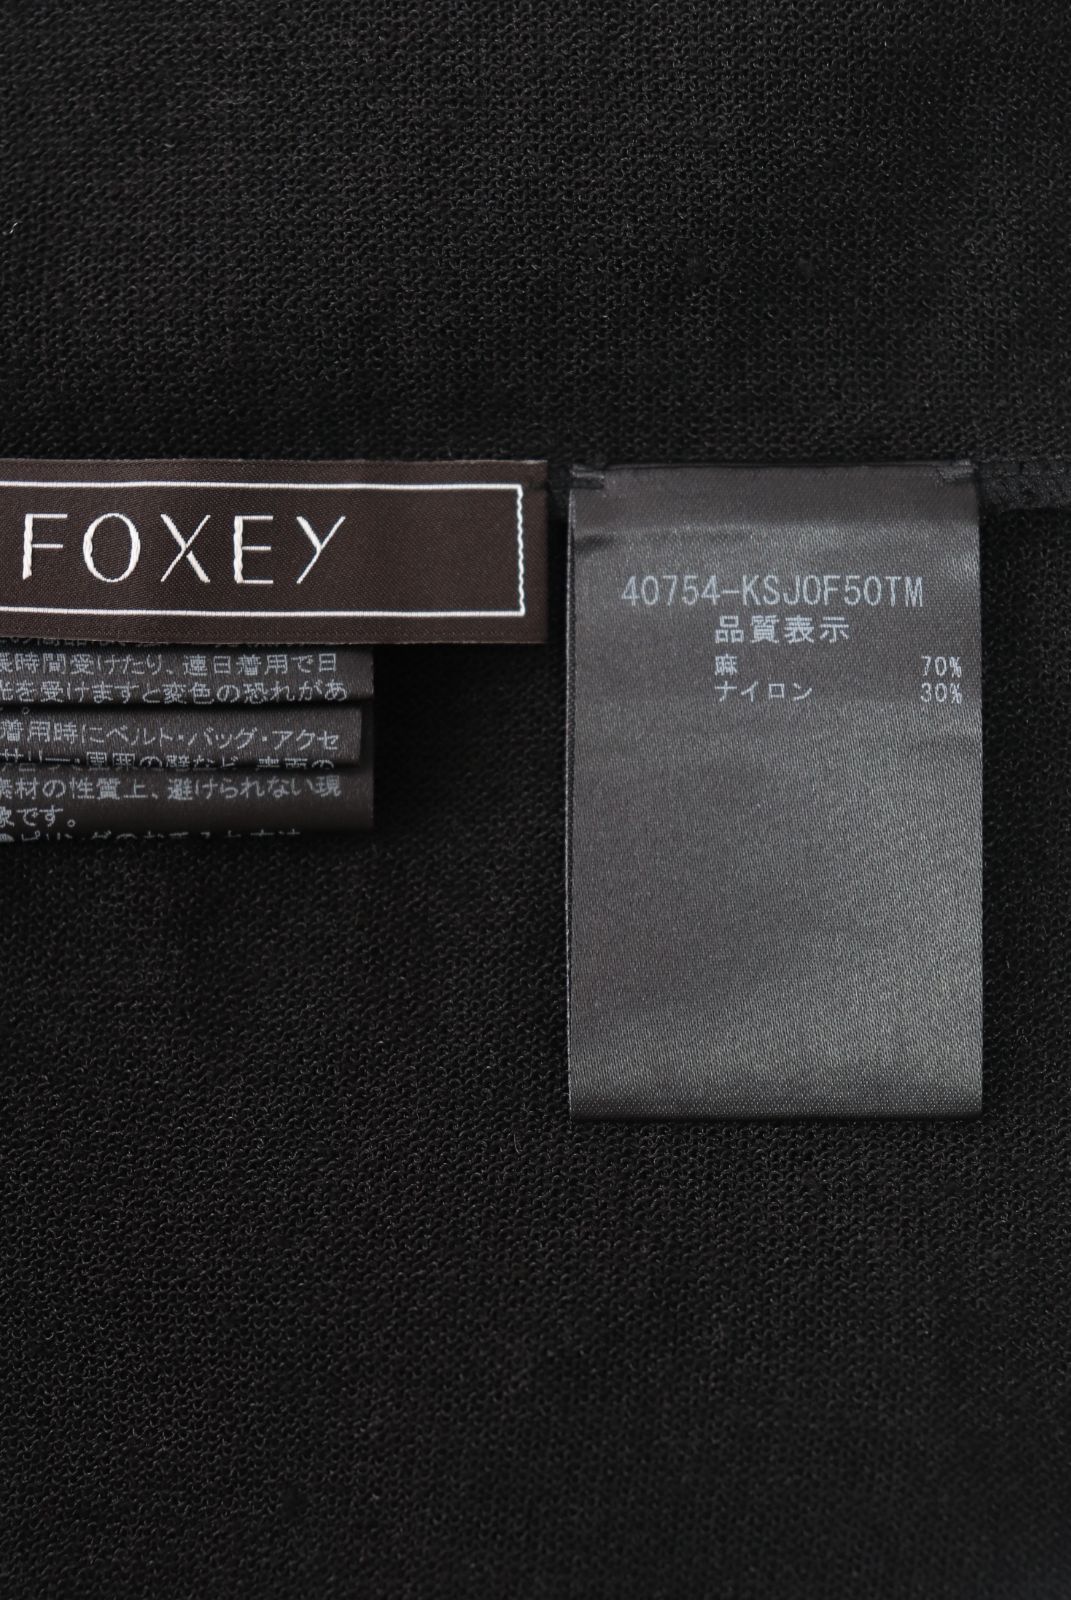 FOXEY
時間受けたり、連日着用で日
光を受けますと変色の恐れがあ
着用時にベルト・バッグ・アクセ
素材の性質上、避けられない現
象です。
40754-KSJOF50TM
品質表示
麻 70%
ナイロン 30%